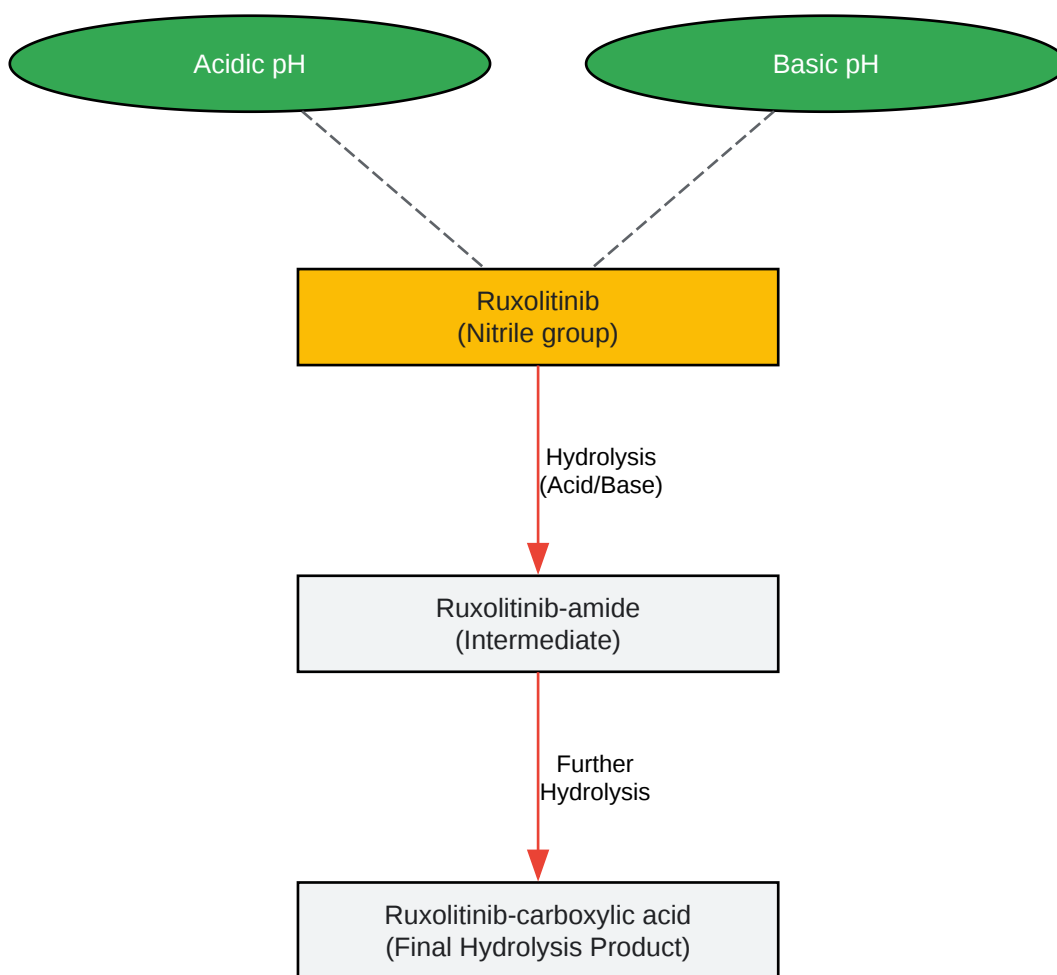 Acidic pH
Basic pH
Ruxolitinib
(Nitrile group)
Hydrolysis
(Acid/Base)
Ruxolitinib-amide
(Intermediate)
Further
Hydrolysis
Ruxolitinib-carboxylic acid
(Final Hydrolysis Product)